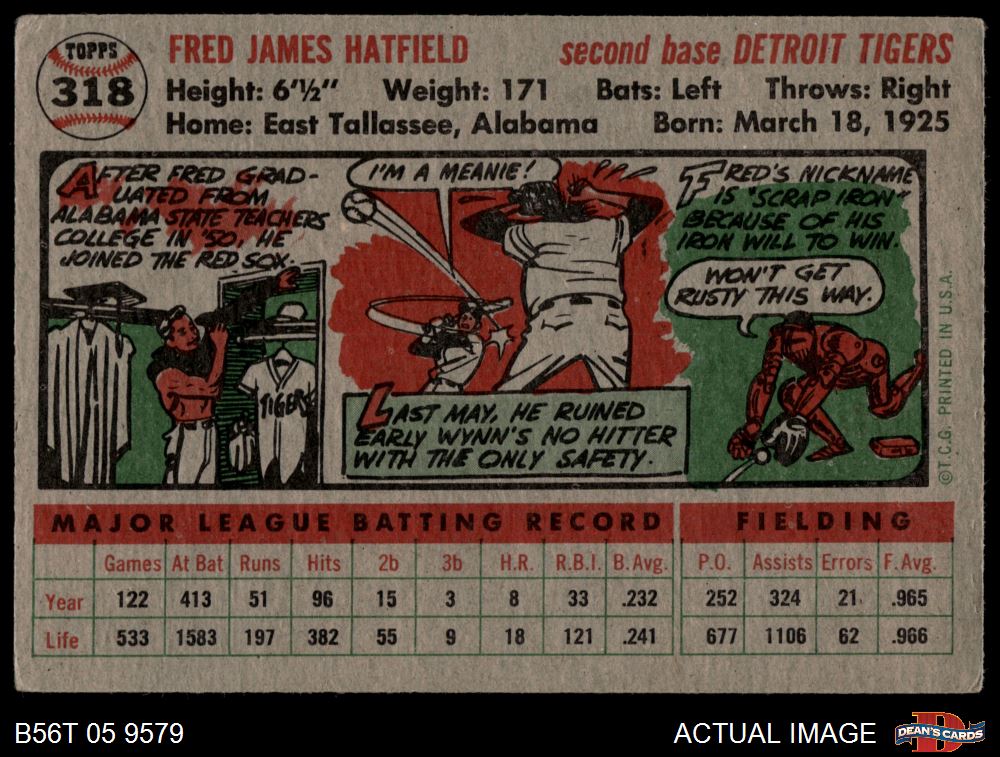 TOPPS
318
FRED JAMES HATFIELD
second base DETROIT TIGERS
Height: 6'½" Weight: 171 Bats: Left Throws: Right
Home: East Tallassee, Alabama Born: March 18, 1925
AFTER FRED GRAD-
UATED FROM
ALABAMA STATE TEACHERS
COLLEGE IN '50, HE
JOINED THE RED SOX.
TIGERS
I'M A MEANIE!
LAST MAY, HE RUINED
EARLY WYNN'S NO HITTER
WITH THE ONLY SAFETY.
FRED'S NICKNAME
IS "SCRAP IRON"
BECAUSE OF HIS
IRON WILL TO WIN.
WON'T GET
RUSTY THIS WAY.
© T.C.G. PRINTED IN U.S.A.
MAJOR LEAGUE BATTING RECORD FIELDING
Games At Bat Runs Hits 2b 3b H.R. R.B.I. B.Avg. P.O. Assists Errors F.Avg.
Year 122 413 51 96 15 3 8 33 .232 252 324 21 .965
Life 533 1583 197 382 55 9 18 121 .241 677 1106 62 .966
B56T 05 9579
ACTUAL IMAGE
D
DEAN'S CARDS